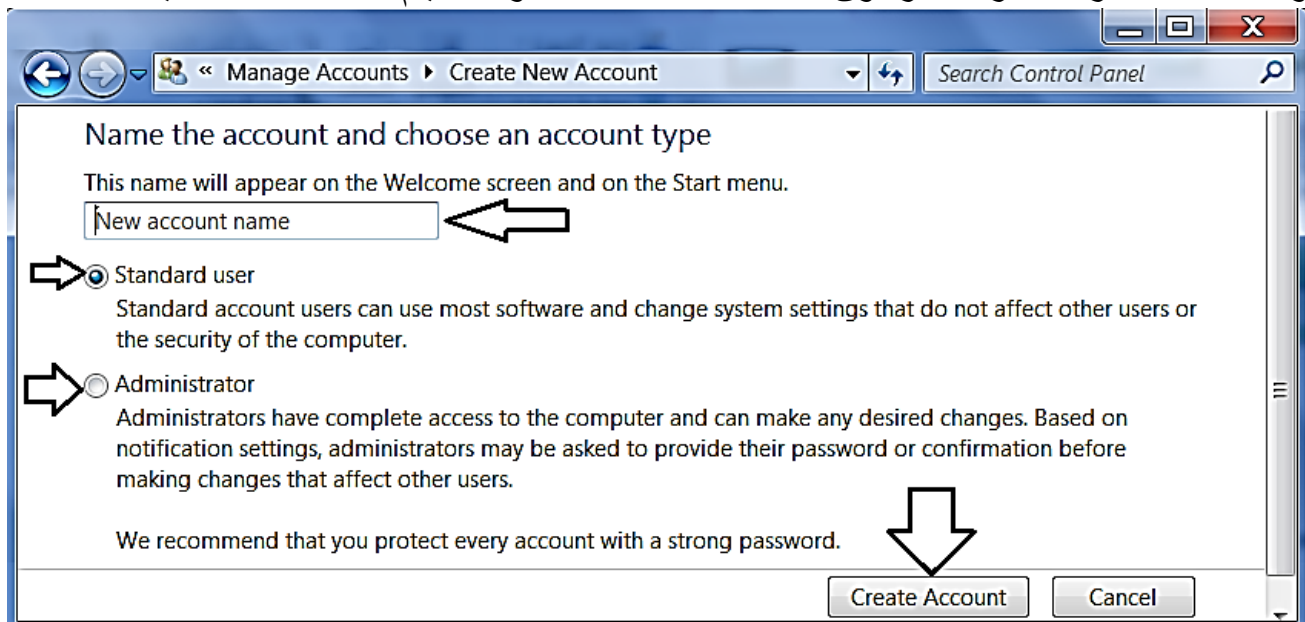 « Manage Accounts ▸ Create New Account Search Control Panel
Name the account and choose an account type
This name will appear on the Welcome screen and on the Start menu.
New account name
Standard user
Standard account users can use most software and change system settings that do not affect other users or
the security of the computer.
Administrator
Administrators have complete access to the computer and can make any desired changes. Based on
notification settings, administrators may be asked to provide their password or confirmation before
making changes that affect other users.
We recommend that you protect every account with a strong password.
Create Account Cancel